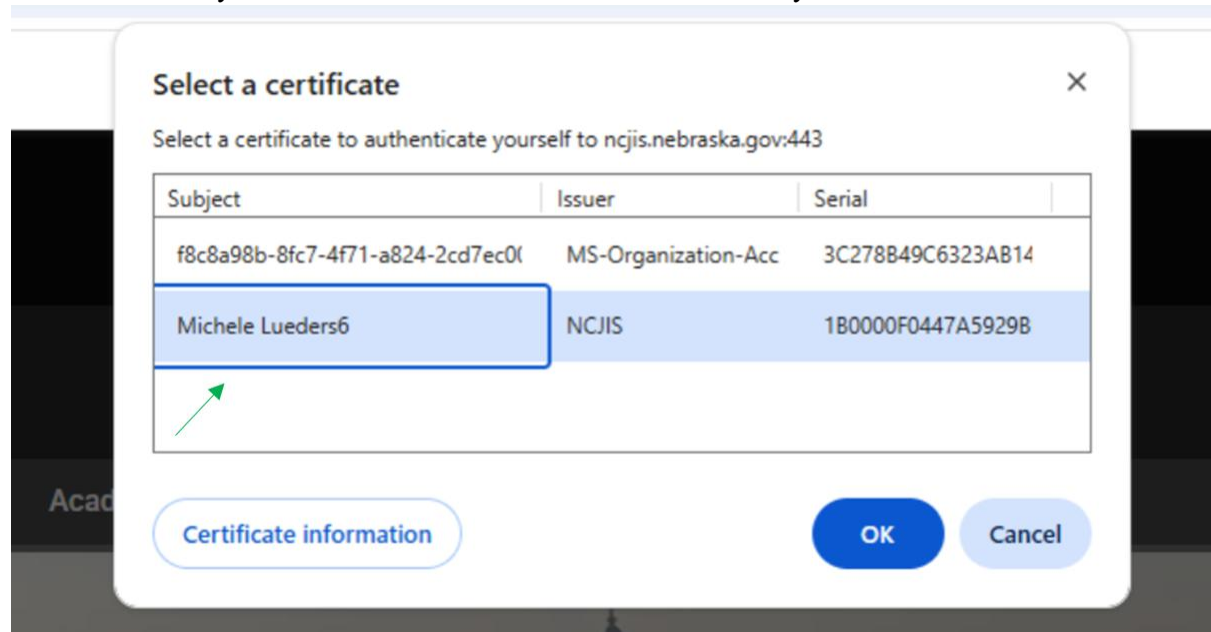 Select a certificate
Select a certificate to authenticate yourself to ncjis.nebraska.gov:443
Subject Issuer Serial
f8c8a98b-8fc7-4f71-a824-2cd7ec0( MS-Organization-Acc 3C278B49C6323AB14
Michele Lueders6 NCJIS 1B0000F0447A5929B
Acad
Certificate information OK Cancel